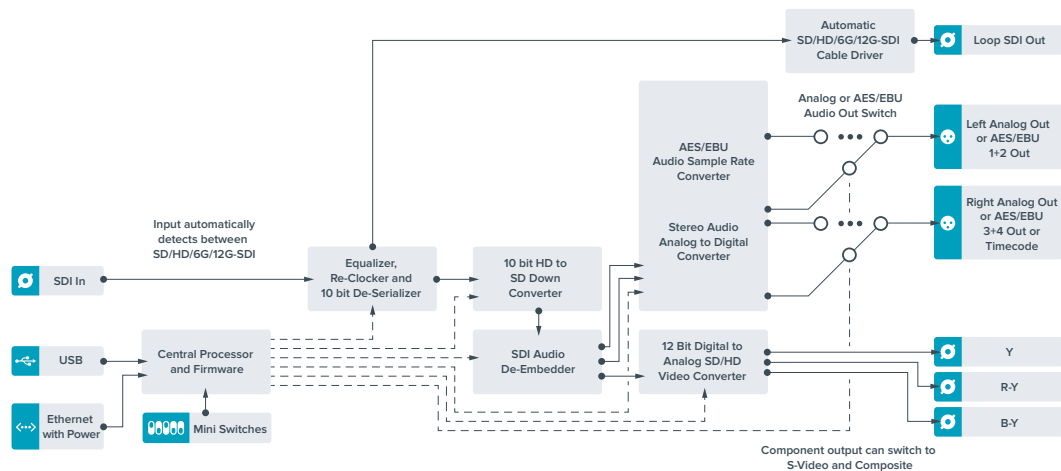 Automatic
SD/HD/6G/12G-SDI
Cable Driver
Loop SDI Out
Analog or AES/EBU
Audio Out Switch
AES/EBU
Audio Sample Rate
Converter
Left Analog Out
or AES/EBU
1+2 Out
Stereo Audio
Analog to Digital
Converter
Right Analog Out
or AES/EBU
3+4 Out or
Timecode
Input automatically
detects between
SD/HD/6G/12G-SDI
SDI In
Equalizer,
Re-Clocker and
10 bit De-Serializer
10 bit HD to
SD Down
Converter
USB
Central Processor
and Firmware
SDI Audio
De-Embedder
12 Bit Digital to
Analog SD/HD
Video Converter
Y
R-Y
B-Y
Ethernet
with Power
Mini Switches
Component output can switch to
S-Video and Composite